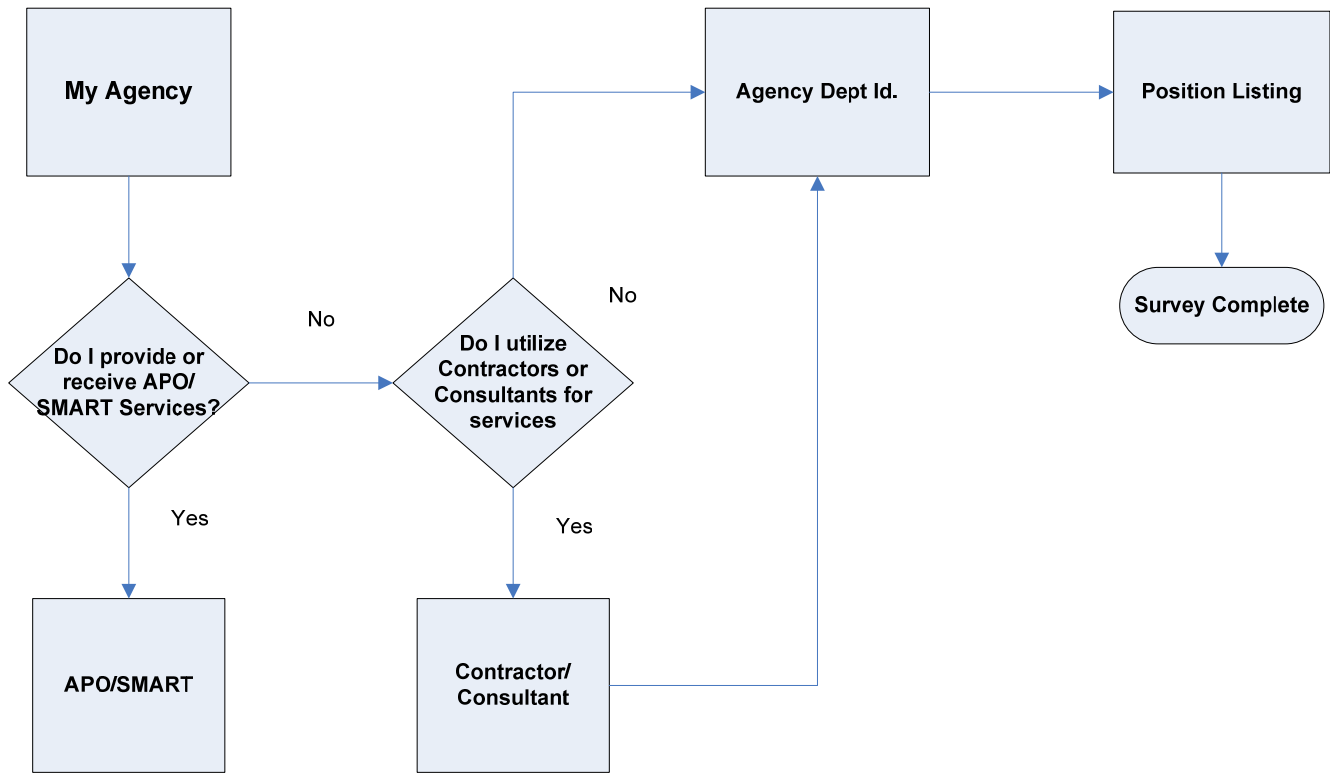 My Agency
Agency Dept Id.
Position Listing
Survey Complete
No
No
Do I provide or
receive APO/
SMART Services?
Do I utilize
Contractors or
Consultants for
services
Yes
Yes
APO/SMART
Contractor/
Consultant